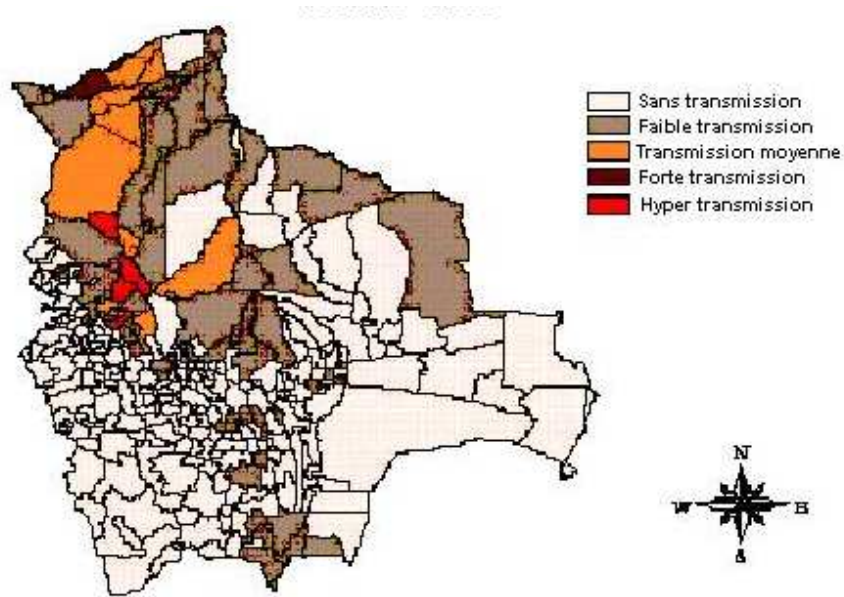 Sans transmission
Faible transmission
Transmission moyenne
Forte transmission
Hyper transmission
N
W E
S